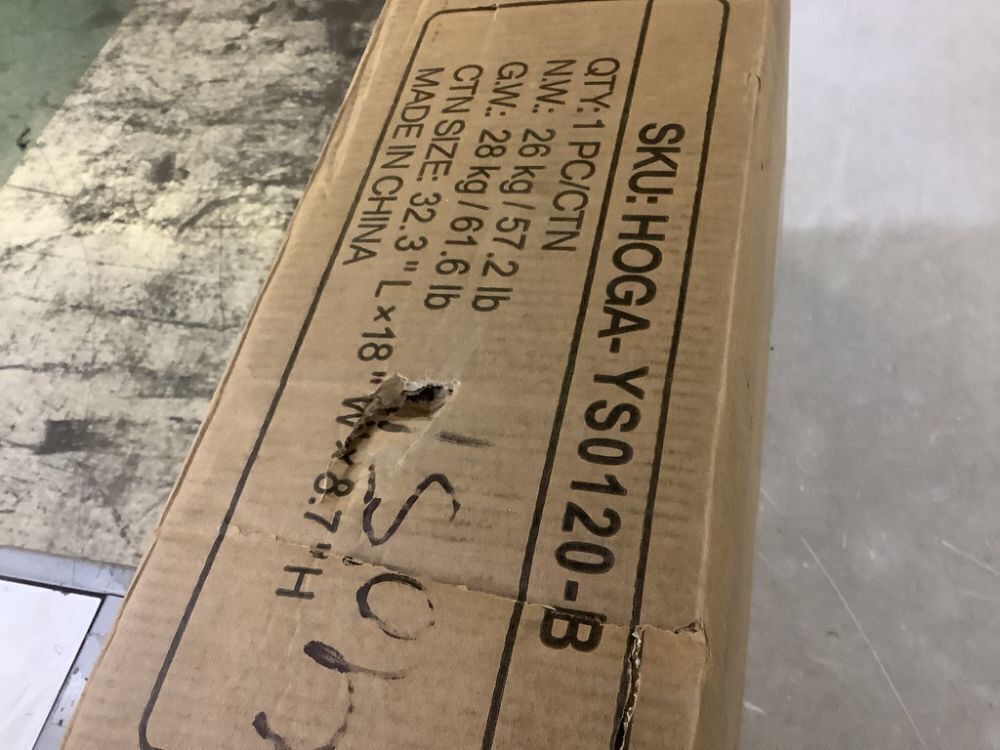 SKU: HOGA-YS0120-B
QTY: 1 PC/CTN
N.W.: 26 kg / 57.2 lb
G.W.: 28 kg / 61.6 lb
CTN SIZE: 32.3" L × 18" W × 8.7" H
MADE IN CHINA